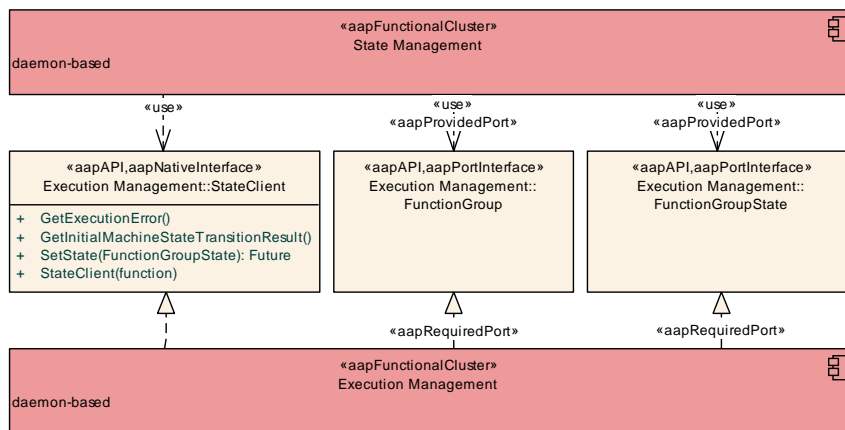 «aapFunctionalCluster»
State Management
daemon-based
«use»
«use»
«aapProvidedPort»
«use»
«aapProvidedPort»
«aapAPI,aapNativeInterface»
Execution Management::StateClient
+ GetExecutionError()
+ GetInitialMachineStateTransitionResult()
+ SetState(FunctionGroupState): Future
+ StateClient(function)
«aapAPI,aapPortInterface»
Execution Management::
FunctionGroup
«aapAPI,aapPortInterface»
Execution Management::
FunctionGroupState
«aapRequiredPort»
«aapRequiredPort»
«aapFunctionalCluster»
Execution Management
daemon-based